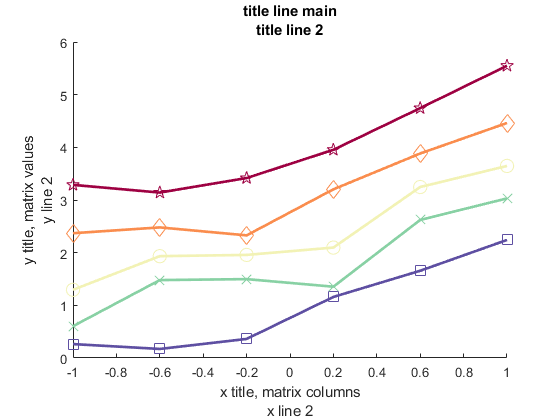 title line main
title line 2
6
5
4
3
2
1
0
y title, matrix values
y line 2
-1 -0.8 -0.6 -0.4 -0.2 0 0.2 0.4 0.6 0.8 1
x title, matrix columns
x line 2